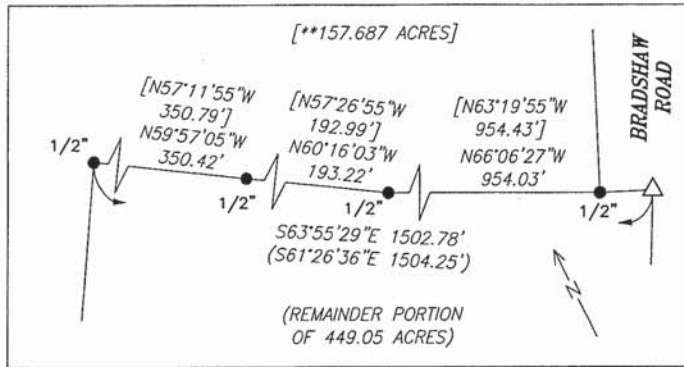 [**157.687 ACRES]
BRADSHAW
ROAD
[N57°11'55"W
350.79']
N59°57'05"W
350.42'
[N57°26'55"W
192.99']
N60°16'03"W
193.22'
[N63°19'55"W
954.43']
N66°06'27"W
954.03'
1/2"
1/2"
1/2"
1/2"
S63°55'29"E 1502.78'
(S61°26'36"E 1504.25')
(REMAINDER PORTION
OF 449.05 ACRES)
N